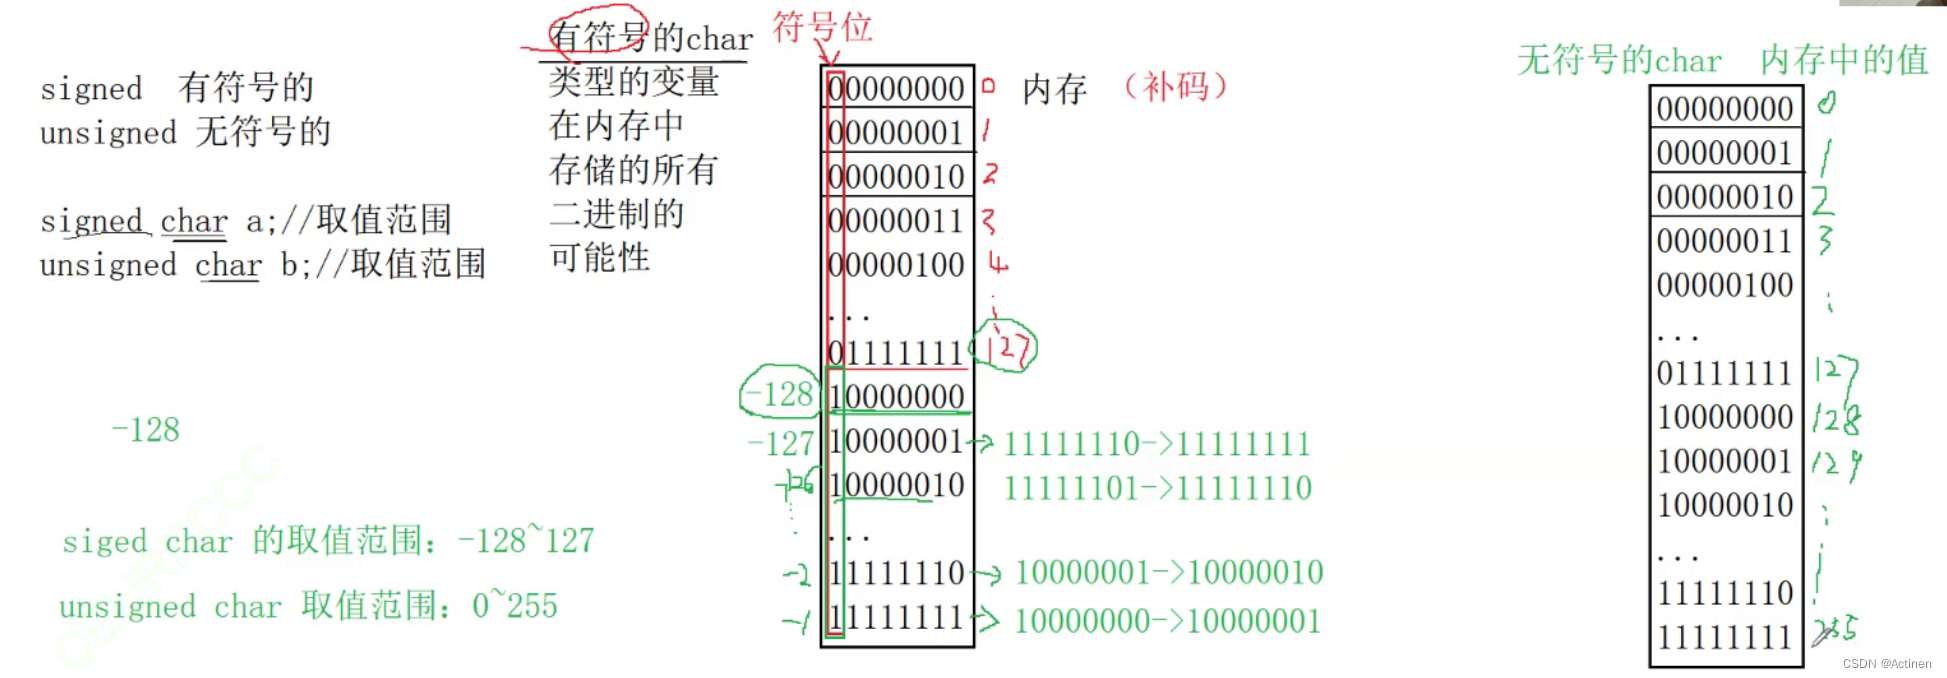 有符号的char
符号位
无符号的char 内存中的值
signed 有符号的
unsigned 无符号的
类型的变量
在内存中
存储的所有
二进制的
可能性
signed char a;//取值范围
unsigned char b;//取值范围
00000000 0 内存 （补码）
00000001 1
00000010 2
00000011 3
00000100 4
...
01111111 127
-128 10000000
-127 10000001 11111110->11111111
-126 10000010 11111101->11111110
...
-2 11111110 10000001->10000010
-1 11111111 10000000->10000001
-128
siged char 的取值范围：-128~127
unsigned char 取值范围：0~255
00000000 0
00000001 1
00000010 2
00000011 3
00000100
...
01111111 127
10000000 128
10000001 129
10000010
...
11111110
11111111 255
CSDN @Actinen